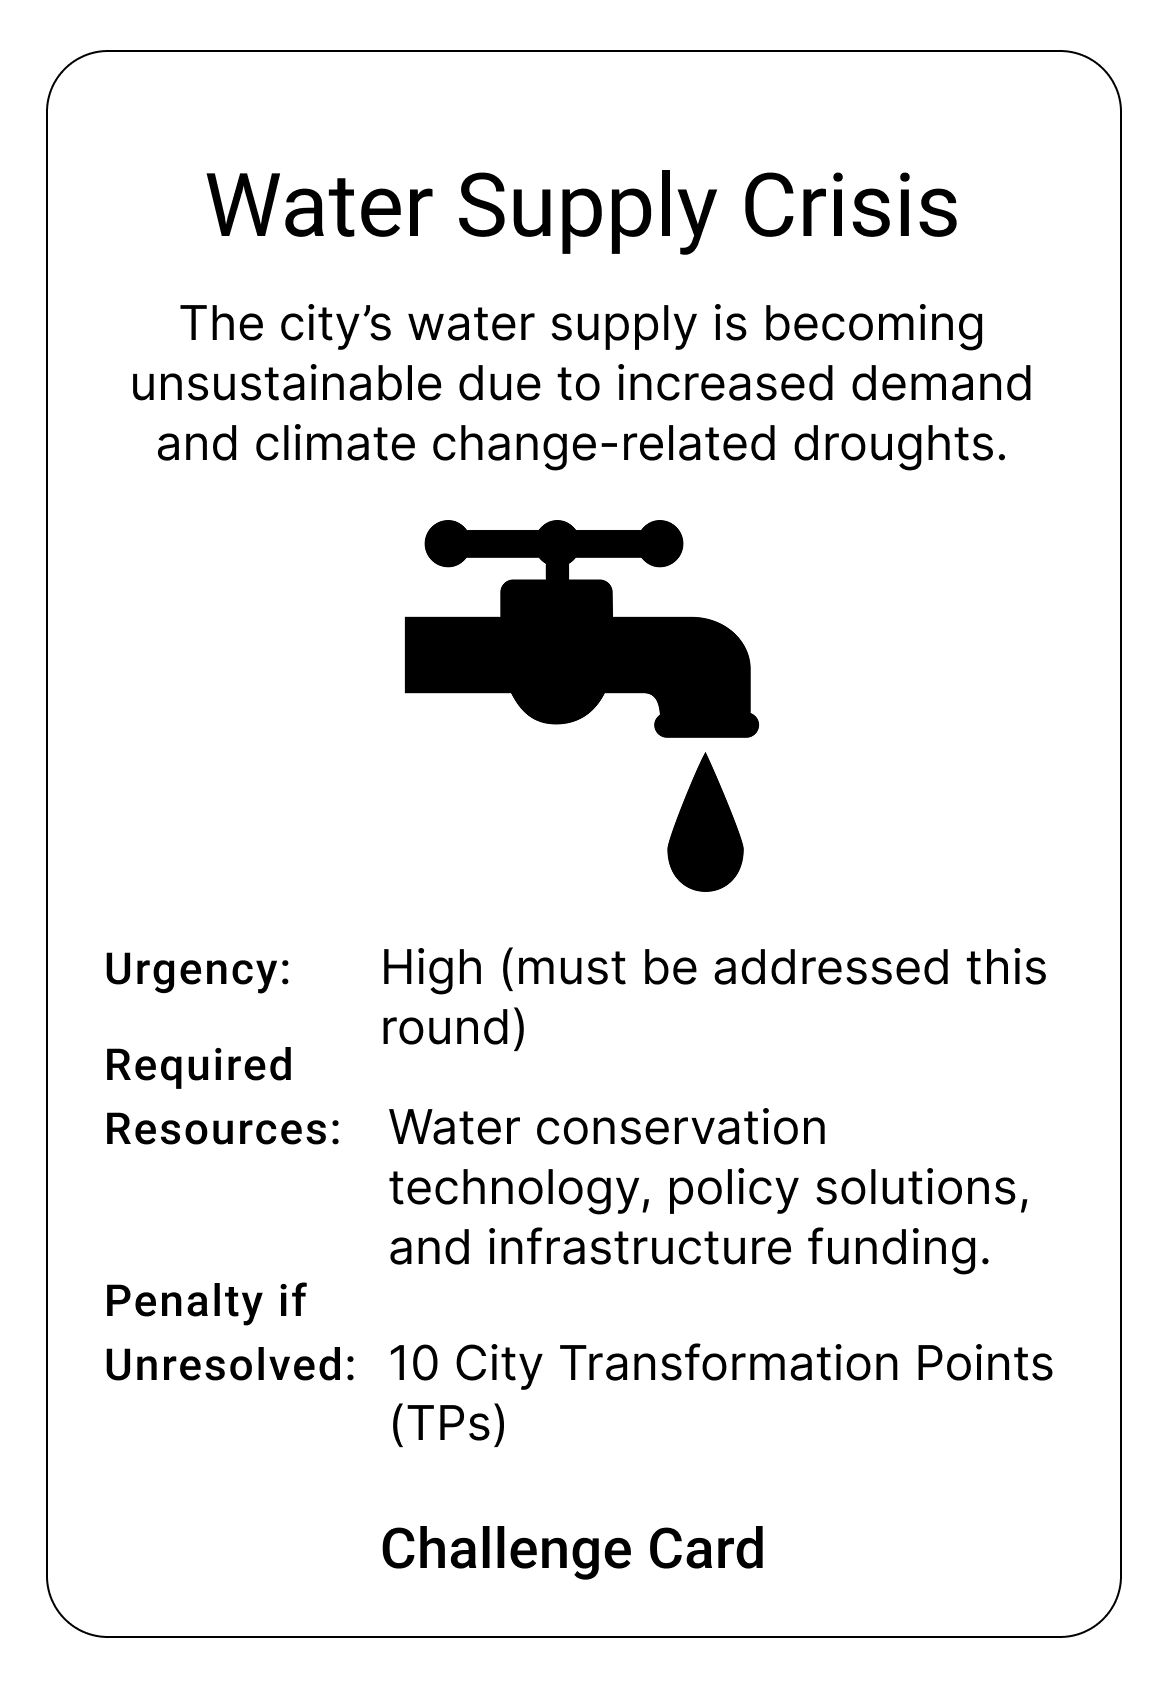 Water Supply Crisis
The city’s water supply is becoming
unsustainable due to increased demand
and climate change-related droughts.
Urgency: High (must be addressed this
round)
Required
Resources: Water conservation
technology, policy solutions,
and infrastructure funding.
Penalty if
Unresolved: 10 City Transformation Points
(TPs)
Challenge Card